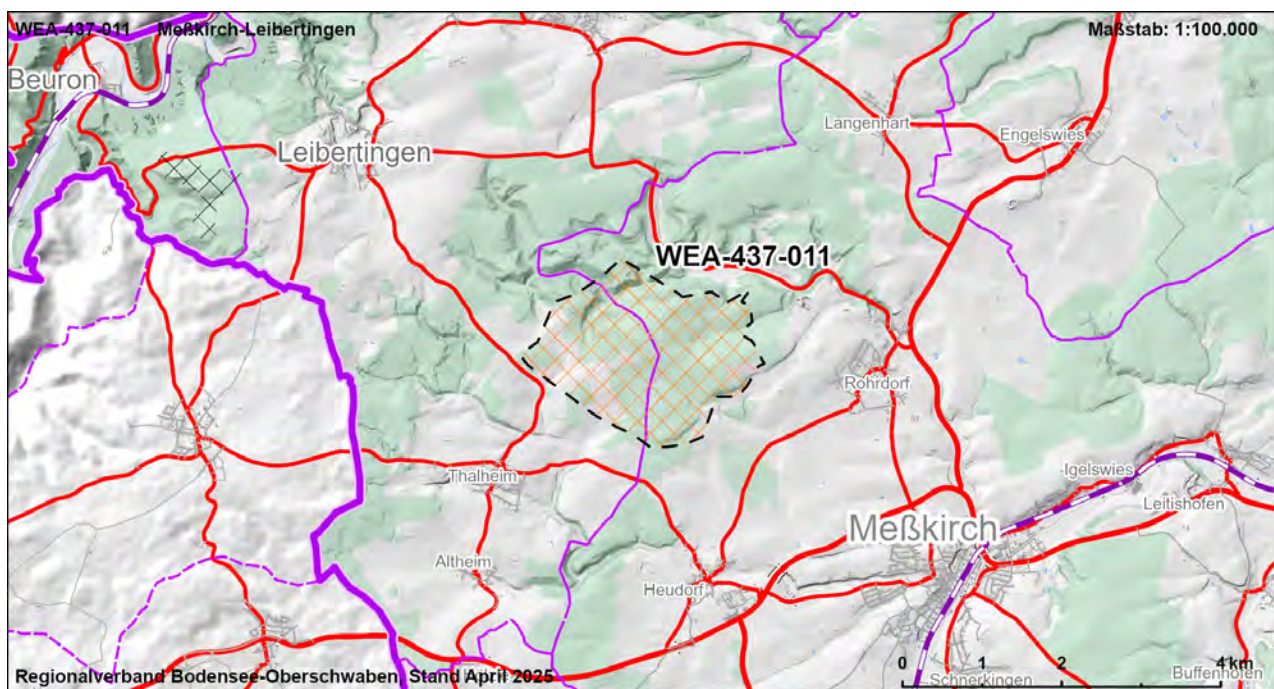 WEA-437-011 Meßkirch-Leibertingen
Maßstab: 1:100.000
Beuron
Leibertingen
Langenhart
Engelswies
WEA-437-011
Rohrdorf
Thalheim
Igelswies
Leitishofen
Meßkirch
Altheim
Heudorf
0 1 2 4 km
Regionalverband Bodensee-Oberschwaben, Stand April 2025
Schnerkingen
Buffenhofen